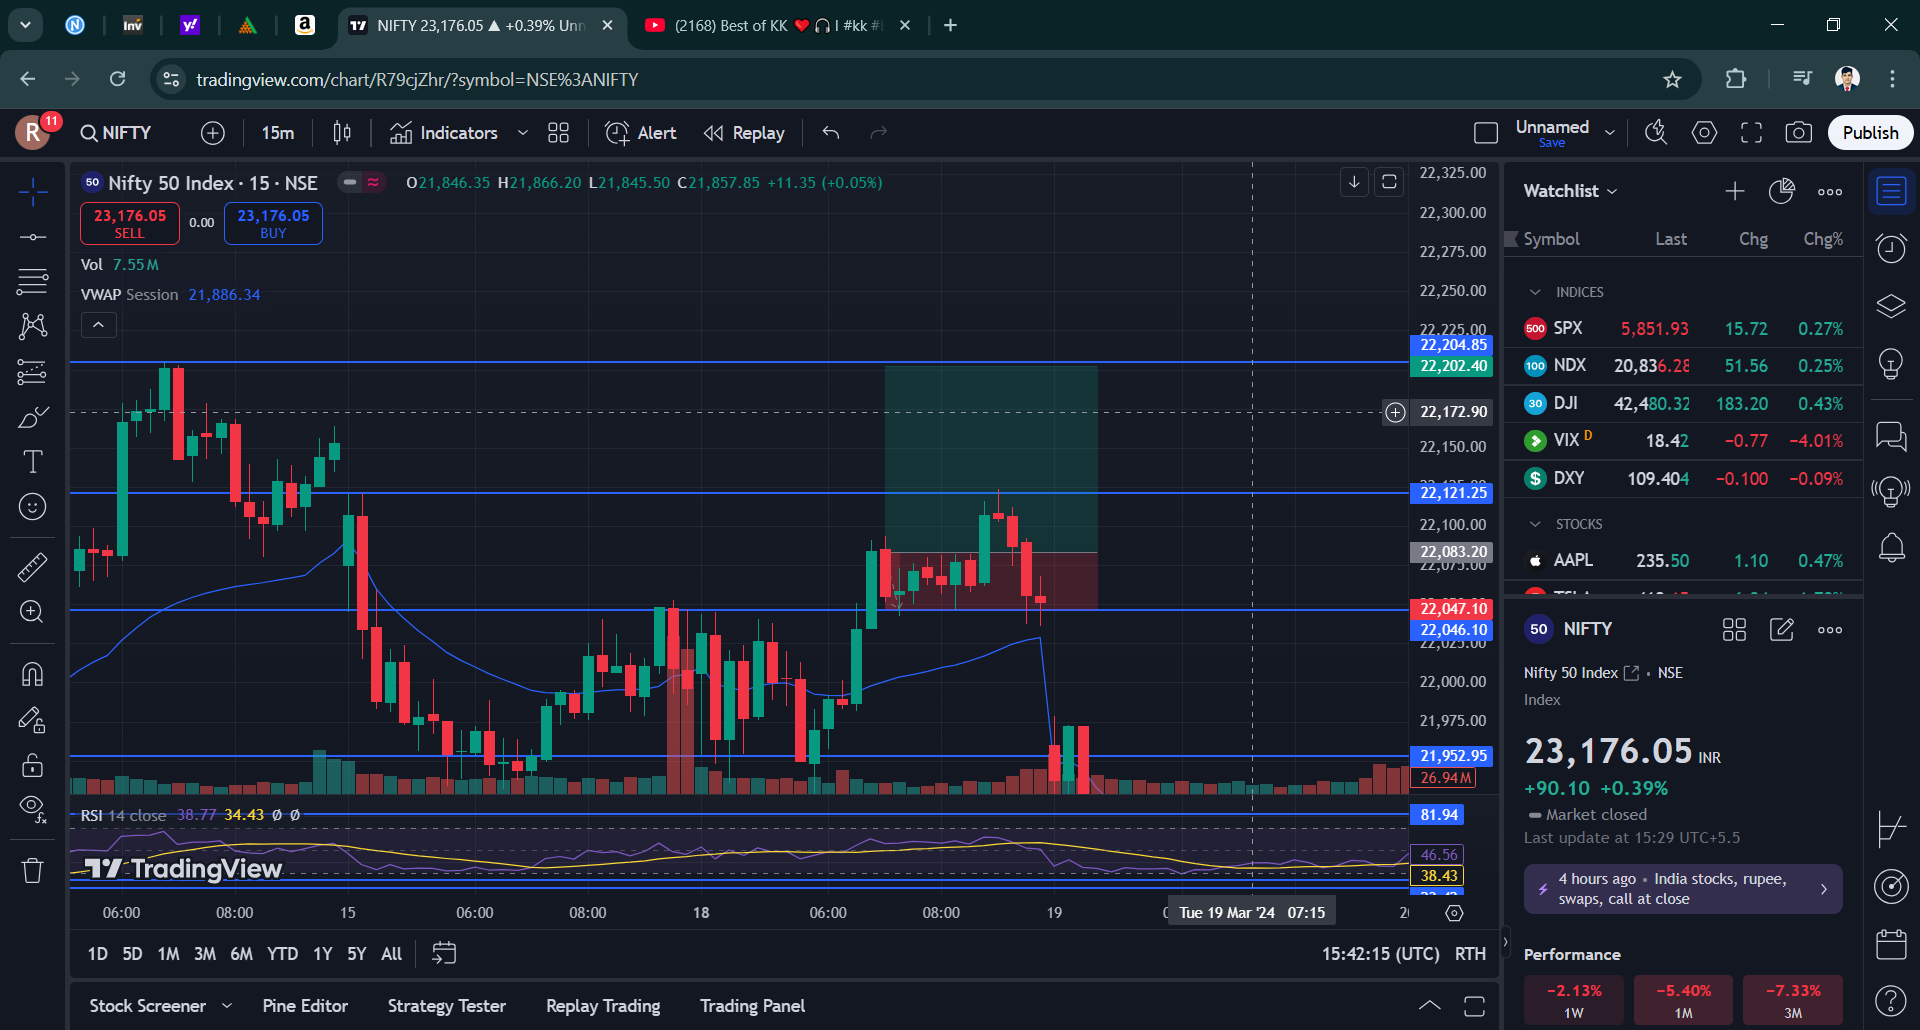 Inv
y!
a
NIFTY 23,176.05 ▲ +0.39% Unn
(2168) Best of KK ❤️🎧 I #kk #
tradingview.com/chart/R79cjZhr/?symbol=NSE%3ANIFTY
R 11 NIFTY 15m Indicators Alert Replay Unnamed Save Publish
50 Nifty 50 Index · 15 · NSE O21,846.35 H21,866.20 L21,845.50 C21,857.85 +11.35 (+0.05%)
23,176.05 SELL 0.00 23,176.05 BUY
Vol 7.55 M
VWAP Session 21,886.34
22,325.00
22,300.00
22,275.00
22,250.00
22,225.00
22,204.85
22,202.40
22,172.90
22,150.00
22,121.25
22,100.00
22,083.20
22,075.00
22,047.10
22,046.10
22,025.00
22,000.00
21,975.00
21,952.95
26.94 M
RSI 14 close 38.77 34.43 Ø Ø
81.94
46.56
38.43
TradingView
06:00 08:00 15 06:00 08:00 18 06:00 08:00 19 Tue 19 Mar '24 07:15
1D 5D 1M 3M 6M YTD 1Y 5Y All 15:42:15 (UTC) RTH
Stock Screener Pine Editor Strategy Tester Replay Trading Trading Panel
Watchlist
Symbol Last Chg Chg%
INDICES
500 SPX 5,851.93 15.72 0.27%
100 NDX 20,836.28 51.56 0.25%
30 DJI 42,480.32 183.20 0.43%
VIX D 18.42 −0.77 −4.01%
$ DXY 109.404 −0.100 −0.09%
STOCKS
AAPL 235.50 1.10 0.47%
50 NIFTY
Nifty 50 Index · NSE
Index
23,176.05 INR
+90.10 +0.39%
Market closed
Last update at 15:29 UTC+5.5
4 hours ago · India stocks, rupee,
swaps, call at close
Performance
−2.13% −5.40% −7.33%
1W 1M 3M